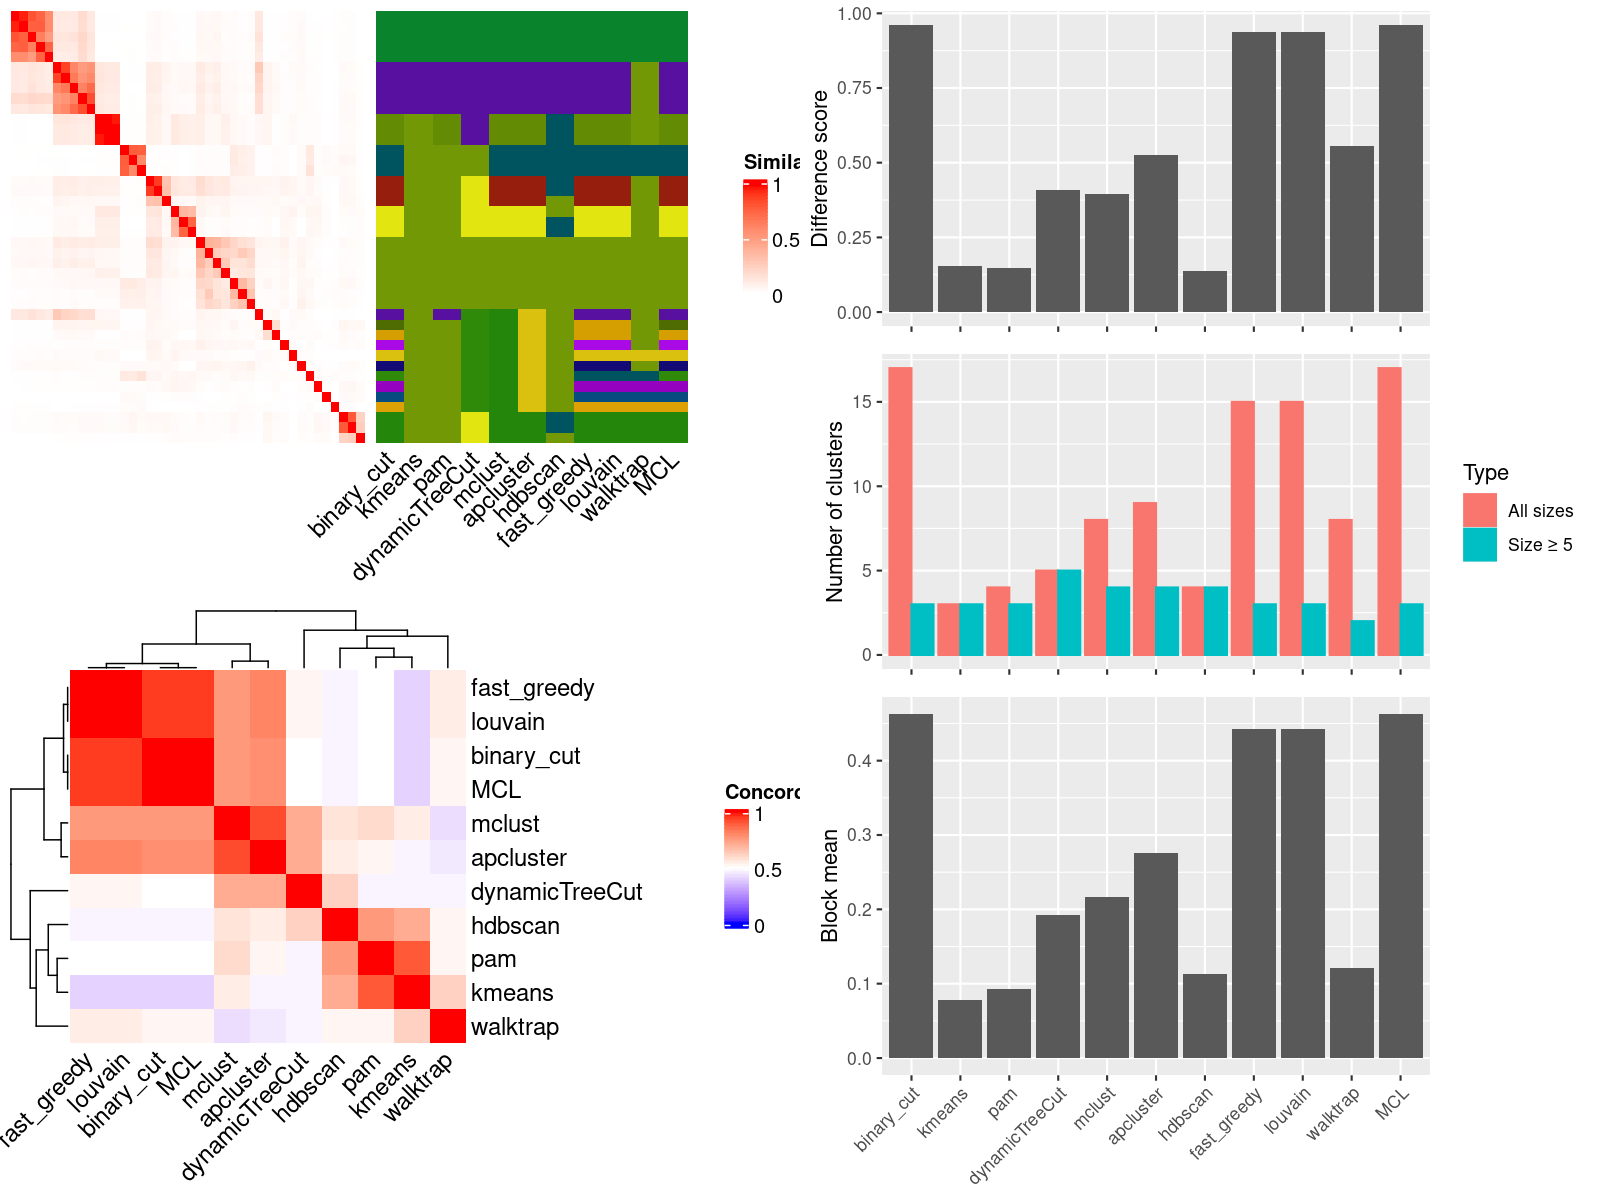 Simila
1
0.5
0
binary_cut
kmeans
pam
dynamicTreeCut
mclust
apcluster
hdbscan
fast_greedy
louvain
walktrap
MCL
fast_greedy
louvain
binary_cut
MCL
mclust
apcluster
dynamicTreeCut
hdbscan
pam
kmeans
walktrap
Concord
1
0.5
0
fast_greedy
louvain
binary_cut
MCL
mclust
apcluster
dynamicTreeCut
hdbscan
pam
kmeans
walktrap
Difference score
1.00
0.75
0.50
0.25
0.00
Number of clusters
15
10
5
0
Type
All sizes
Size ≥ 5
Block mean
0.4
0.3
0.2
0.1
0.0
binary_cut
kmeans
pam
dynamicTreeCut
mclust
apcluster
hdbscan
fast_greedy
louvain
walktrap
MCL